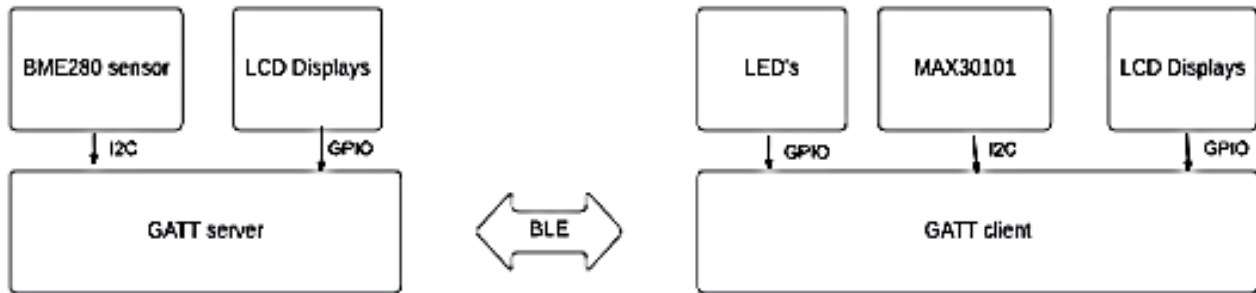 BME280 sensor
LCD Displays
LED's
MAX30101
LCD Displays
I2C
GPIO
GPIO
I2C
GPIO
GATT server
BLE
GATT client